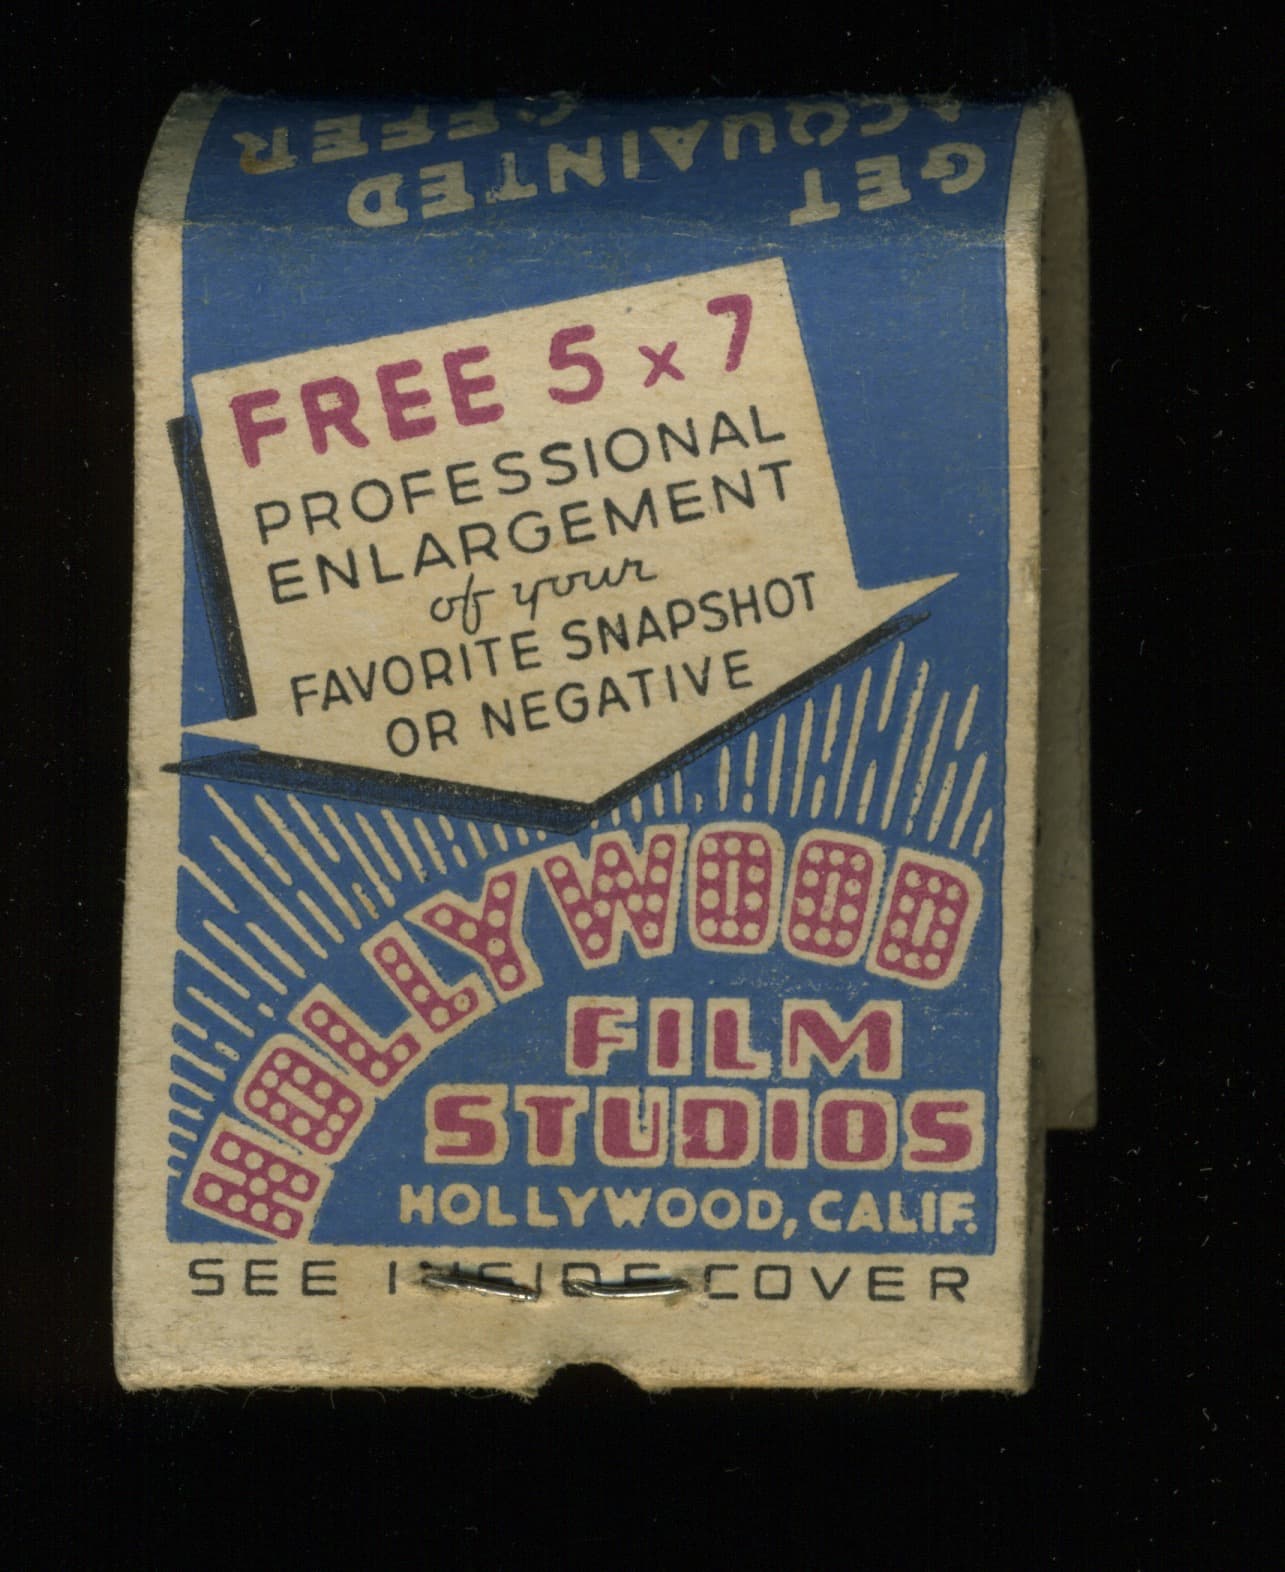 GET
ACQUAINTED
OFFER
FREE 5 x 7
PROFESSIONAL
ENLARGEMENT
of your
FAVORITE SNAPSHOT
OR NEGATIVE
HOLLYWOOD
FILM
STUDIOS
HOLLYWOOD, CALIF.
SEE INSIDE COVER